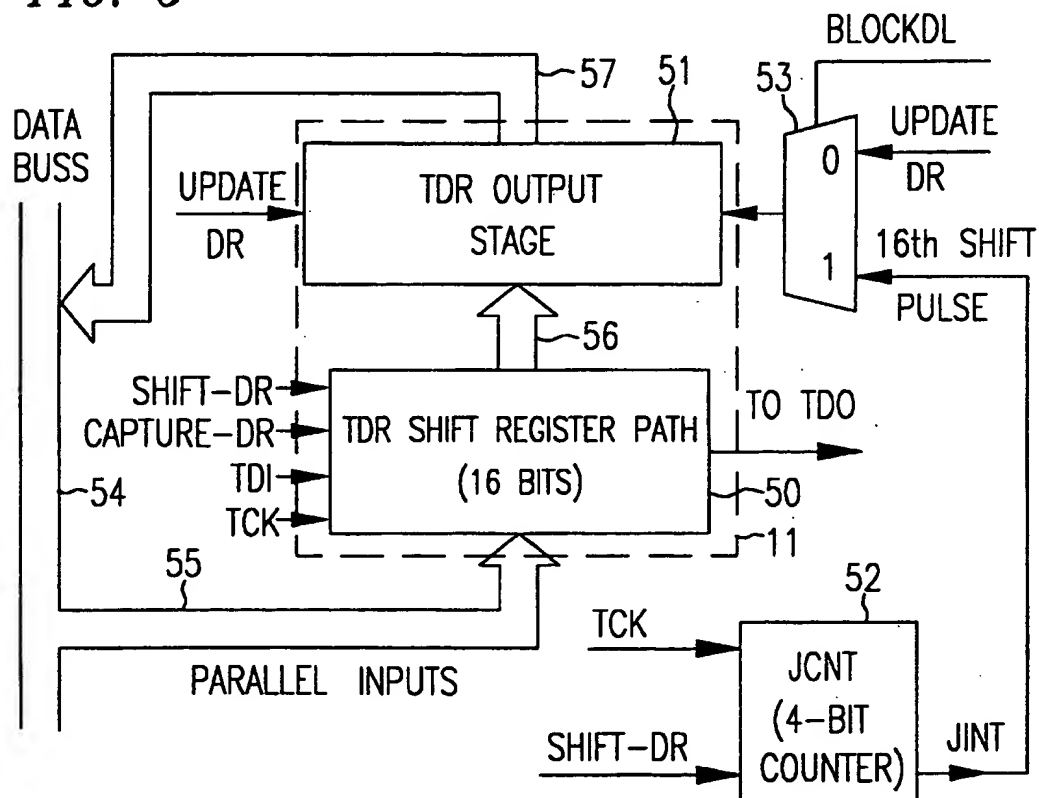 FIG.
BLOCKDL
57
51
53
DATA
BUSS
UPDATE
DR
TDR OUTPUT
STAGE
0
UPDATE
DR
1
16th SHIFT
PULSE
56
SHIFT-DR
CAPTURE-DR
TDI
TCK
TDR SHIFT REGISTER PATH
(16 BITS)
TO TDO
50
11
54
55
PARALLEL INPUTS
52
TCK
SHIFT-DR
JCNT
(4-BIT
COUNTER)
JINT